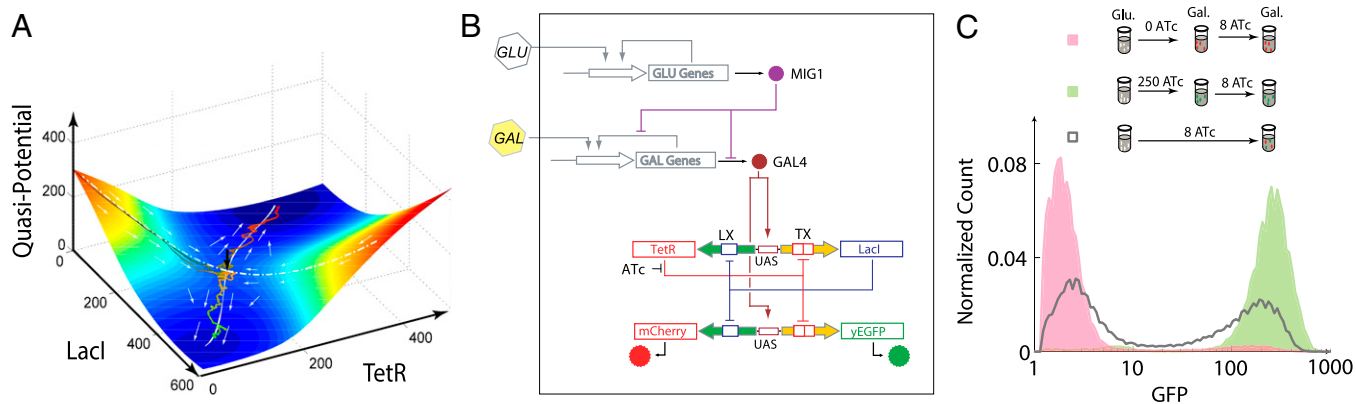 A
Quasi-Potential
400
200
0
0
200
400
600
LacI
0
200
400
TetR
B
GLU
GLU Genes
MIG1
GAL
GAL Genes
GAL4
LX
TX
TetR
UAS
LacI
ATc
mCherry
UAS
yEGFP
C
Glu.
0 ATc
Gal.
8 ATc
Gal.
250 ATc
8 ATc
8 ATc
Normalized Count
0.08
0.04
0
1
10
100
1000
GFP